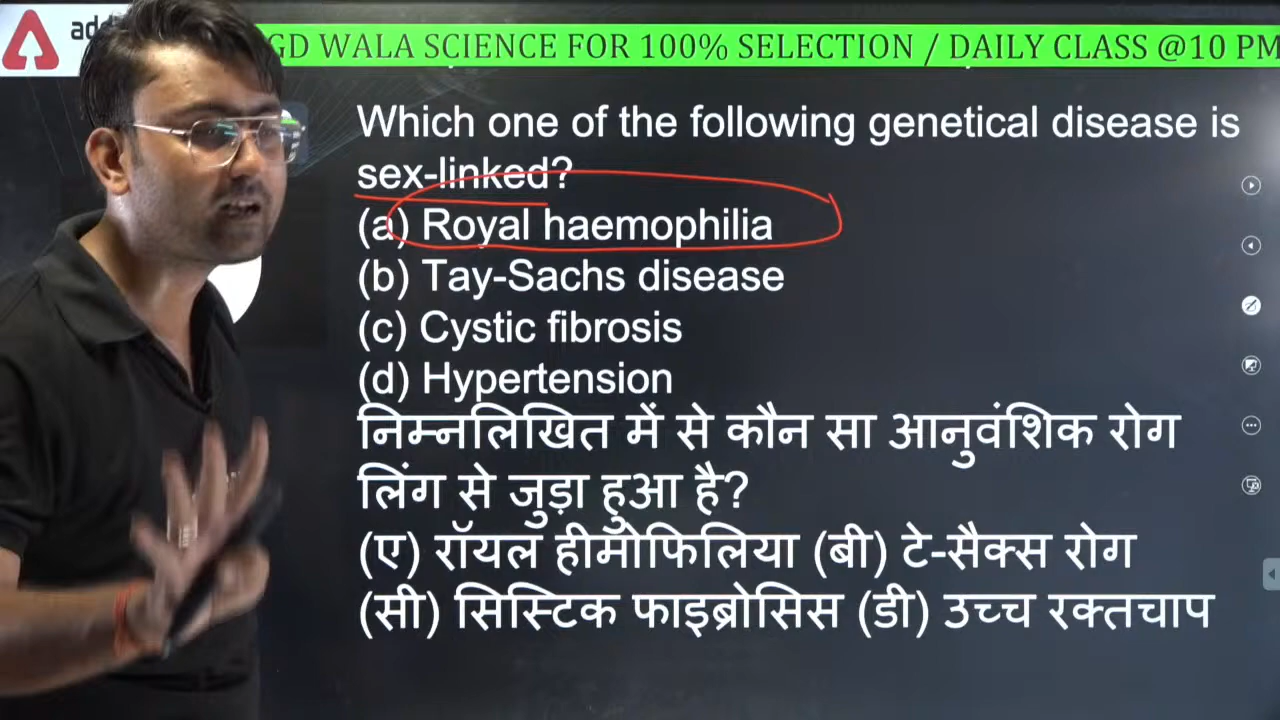 add
GD WALA SCIENCE FOR 100% SELECTION / DAILY CLASS @10 PM
Which one of the following genetical disease is
sex-linked?
(a) Royal haemophilia
(b) Tay-Sachs disease
(c) Cystic fibrosis
(d) Hypertension
निम्नलिखित में से कौन सा आनुवंशिक रोग
लिंग से जुड़ा हुआ है?
(ए) रॉयल हीमोफिलिया (बी) टे-सैक्स रोग
(सी) सिस्टिक फाइब्रोसिस (डी) उच्च रक्तचाप